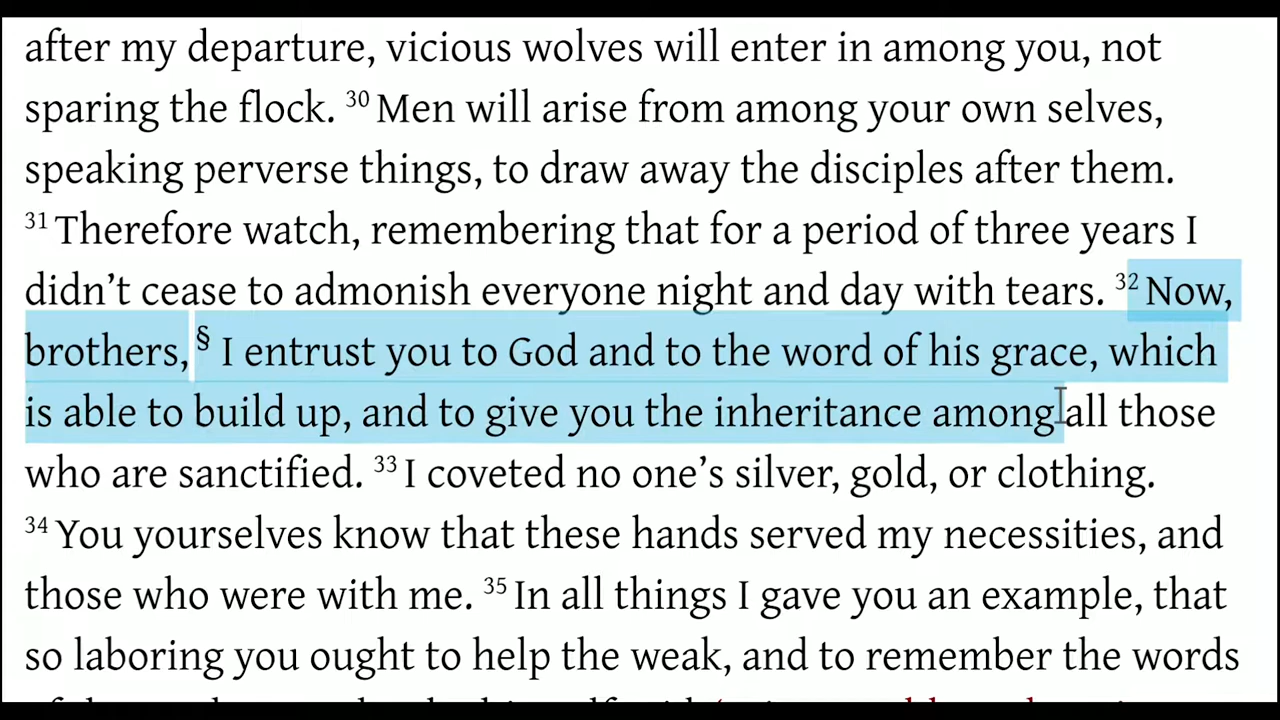 after my departure, vicious wolves will enter in among you, not
sparing the flock. 30 Men will arise from among your own selves,
speaking perverse things, to draw away the disciples after them.
31 Therefore watch, remembering that for a period of three years I
didn’t cease to admonish everyone night and day with tears. 32 Now,
brothers,§ I entrust you to God and to the word of his grace, which
is able to build up, and to give you the inheritance among all those
who are sanctified. 33 I coveted no one’s silver, gold, or clothing.
34 You yourselves know that these hands served my necessities, and
those who were with me. 35 In all things I gave you an example, that
so laboring you ought to help the weak, and to remember the words